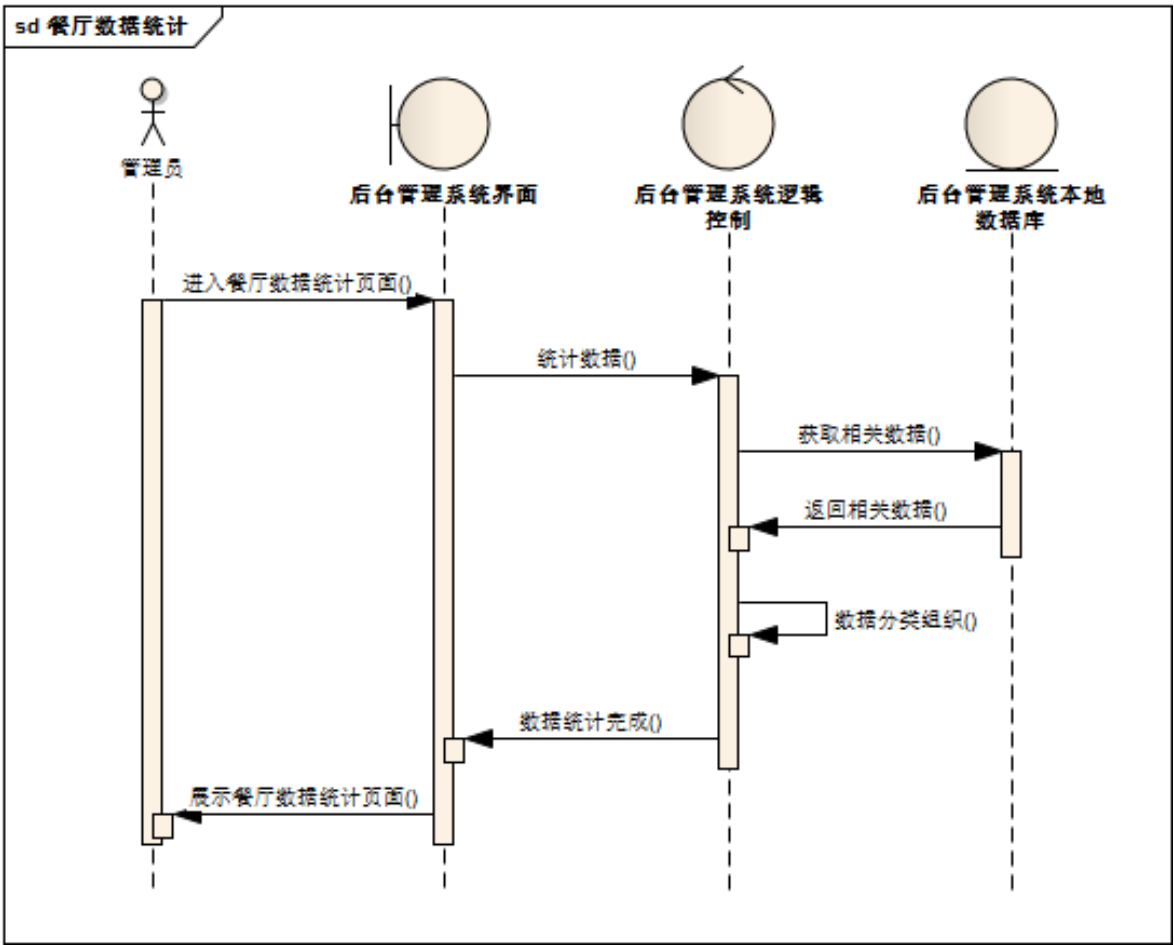 sd 餐厅数据统计
管理员
后台管理系统界面
后台管理系统逻辑
控制
后台管理系统本地
数据库
进入餐厅数据统计页面()
统计数据()
获取相关数据()
返回相关数据()
数据分类组织()
数据统计完成()
展示餐厅数据统计页面()